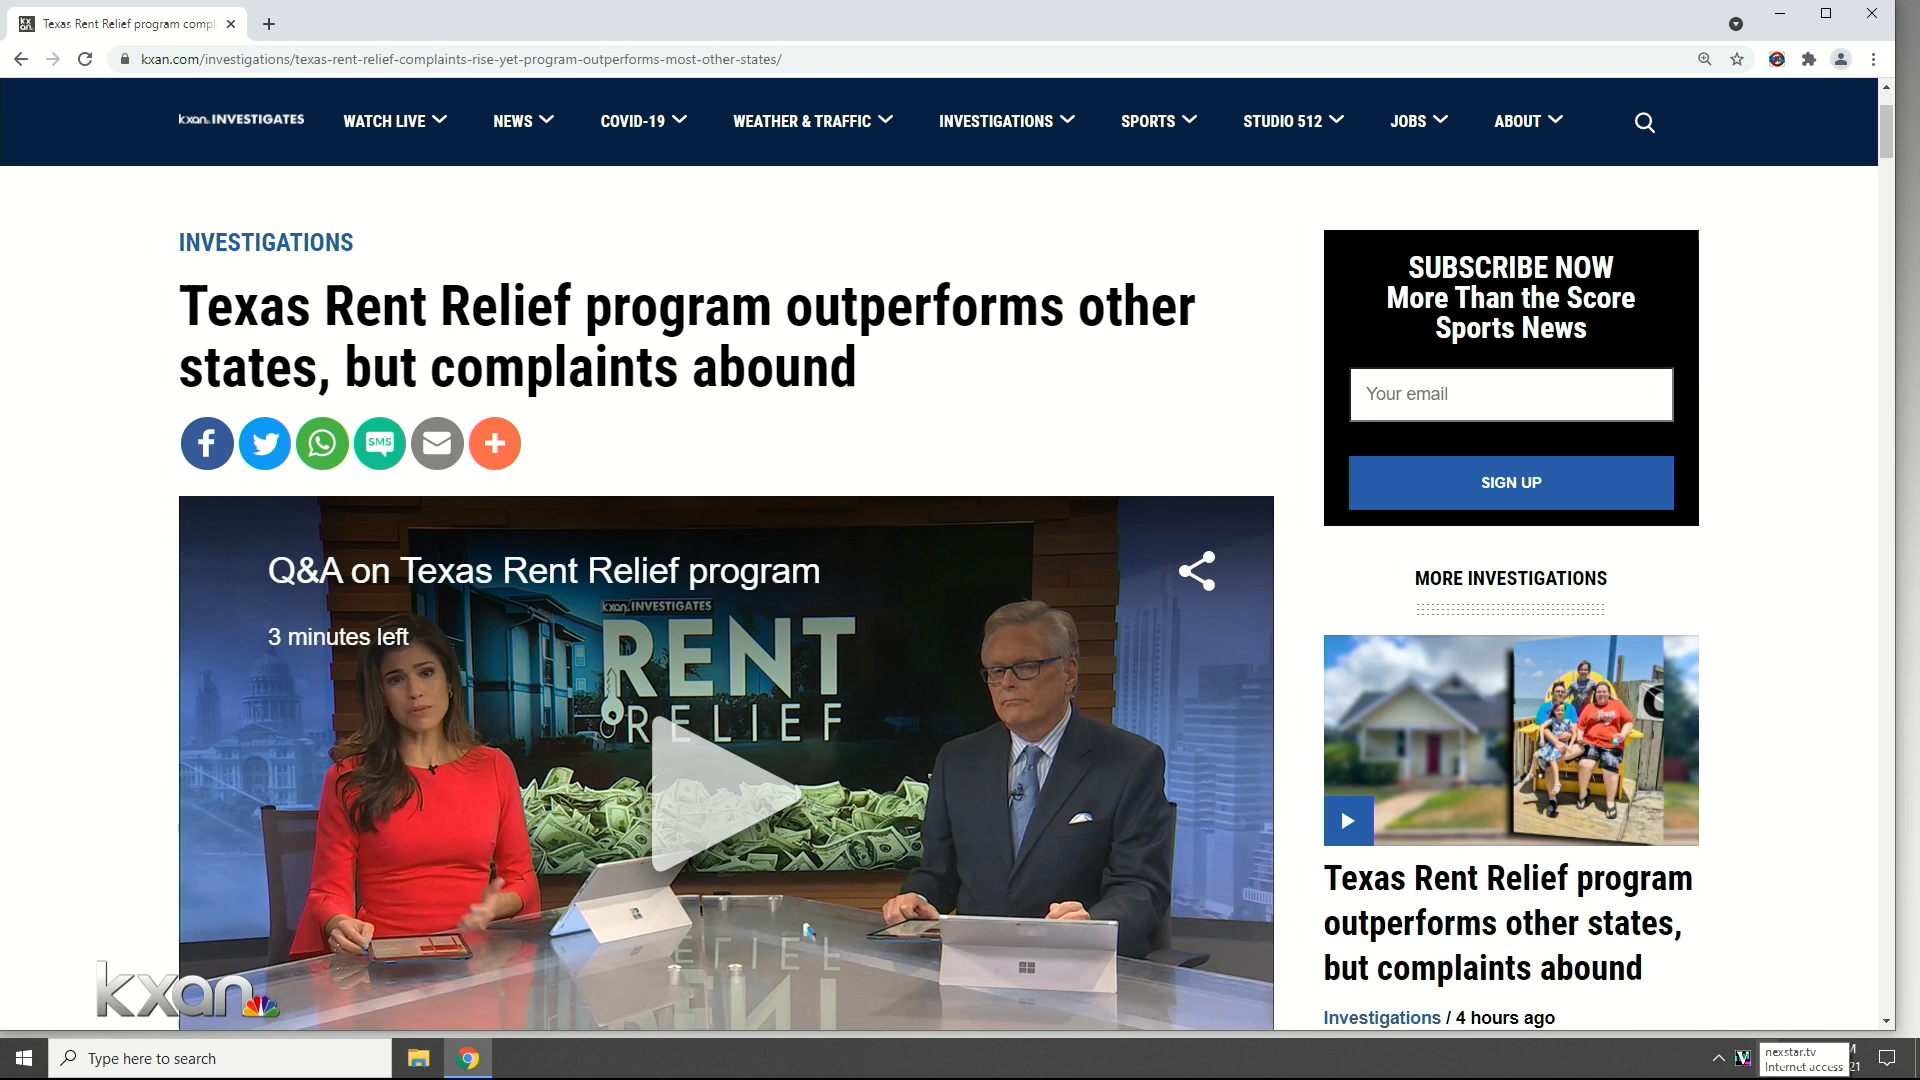 Texas Rent Relief program compl
kxan.com/investigations/texas-rent-relief-complaints-rise-yet-program-outperforms-most-other-states/
kxan INVESTIGATES
WATCH LIVE
NEWS
COVID-19
WEATHER & TRAFFIC
INVESTIGATIONS
SPORTS
STUDIO 512
JOBS
ABOUT
INVESTIGATIONS
Texas Rent Relief program outperforms other
states, but complaints abound
SMS
Q&A on Texas Rent Relief program
3 minutes left
kxan INVESTIGATES
RENT
RELIEF
kxan
SUBSCRIBE NOW
More Than the Score
Sports News
Your email
SIGN UP
MORE INVESTIGATIONS
Texas Rent Relief program
outperforms other states,
but complaints abound
Investigations / 4 hours ago
Type here to search
nexstar.tv
Internet access
M
21